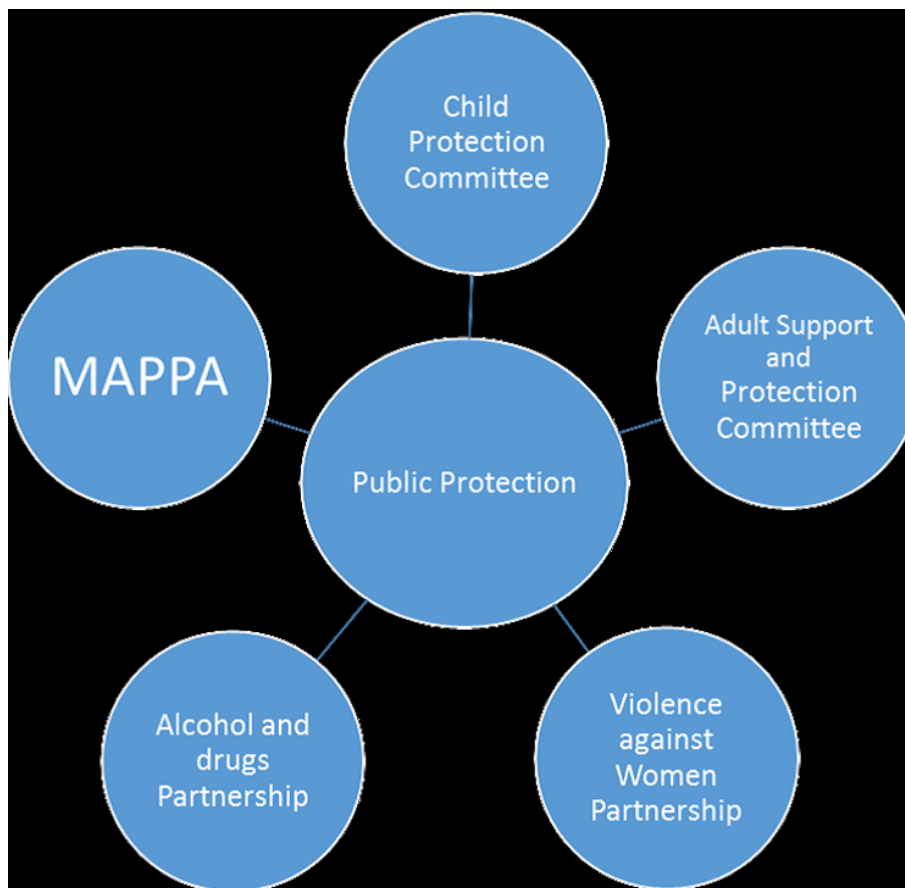 Child
Protection
Committee
Adult Support
and
Protection
Committee
MAPPA
Public Protection
Alcohol and
drugs
Partnership
Violence
against
Women
Partnership